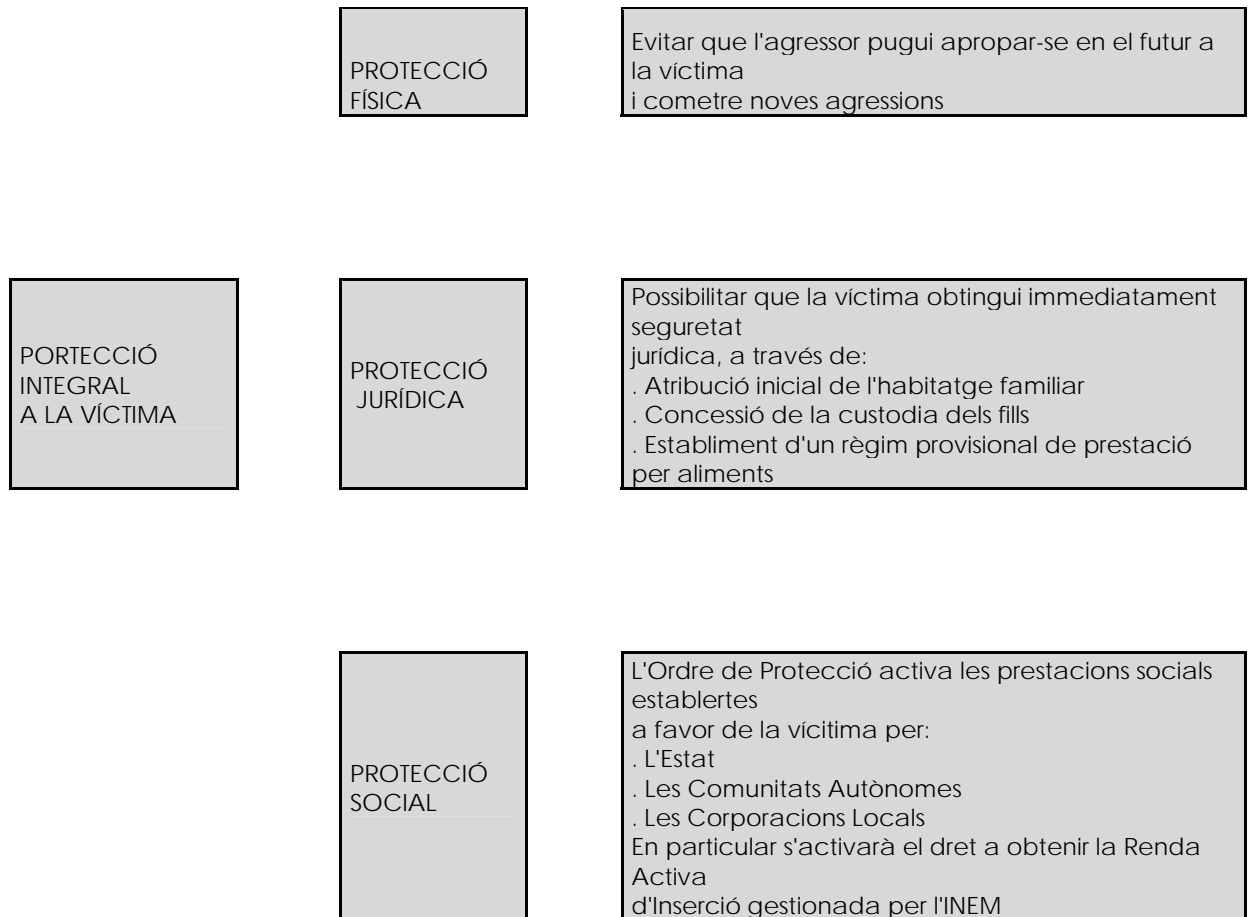 PROTECCIÓ
FÍSICA
Evitar que l'agressor pugui apropar-se en el futur a
la víctima
i cometre noves agressions
PORTECCIÓ
INTEGRAL
A LA VÍCTIMA
PROTECCIÓ
JURÍDICA
Possibilitar que la víctima obtingui immediatament
seguretat
jurídica, a través de:
. Atribució inicial de l'habitatge familiar
. Concessió de la custodia dels fills
. Establiment d'un règim provisional de prestació
per aliments
PROTECCIÓ
SOCIAL
L'Ordre de Protecció activa les prestacions socials
establertes
a favor de la vícitima per:
. L'Estat
. Les Comunitats Autònomes
. Les Corporacions Locals
En particular s'activarà el dret a obtenir la Renda
Activa
d'Inserció gestionada per l'INEM